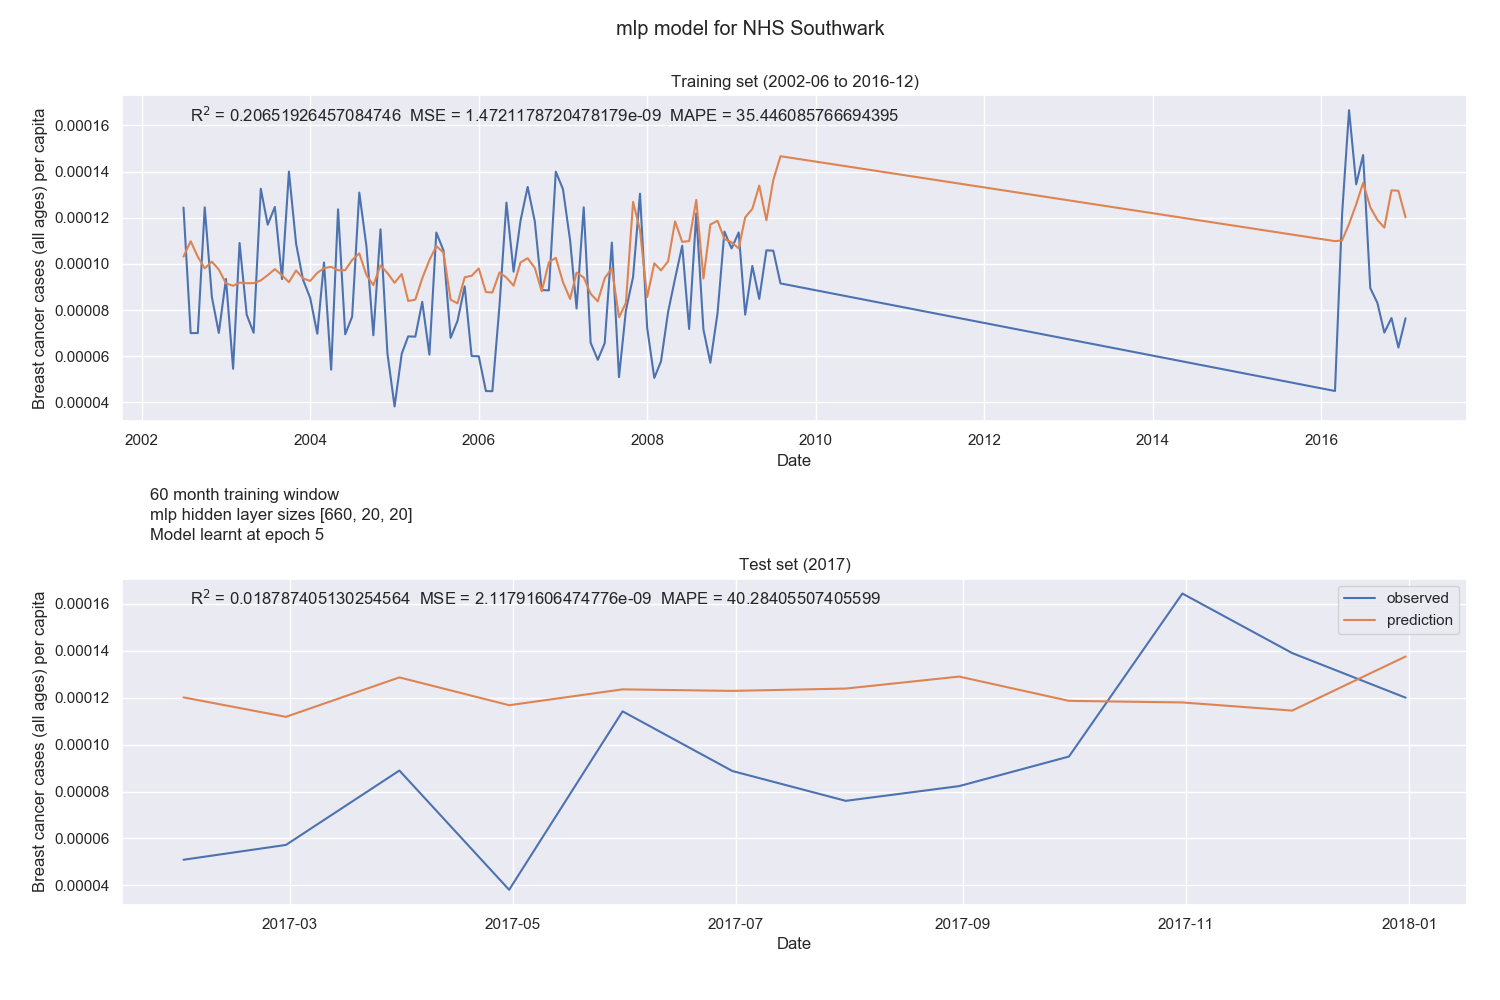 mlp model for NHS Southwark
Training set (2002-06 to 2016-12)
R² = 0.20651926457084746 MSE = 1.4721178720478179e-09 MAPE = 35.446085766694395
Breast cancer cases (all ages) per capita
0.00016
0.00014
0.00012
0.00010
0.00008
0.00006
0.00004
2002 2004 2006 2008 2010 2012 2014 2016
Date
60 month training window
mlp hidden layer sizes [660, 20, 20]
Model learnt at epoch 5
Test set (2017)
R² = 0.018787405130254564 MSE = 2.11791606474776e-09 MAPE = 40.28405507405599
observed
prediction
Breast cancer cases (all ages) per capita
0.00016
0.00014
0.00012
0.00010
0.00008
0.00006
0.00004
2017-03 2017-05 2017-07 2017-09 2017-11 2018-01
Date